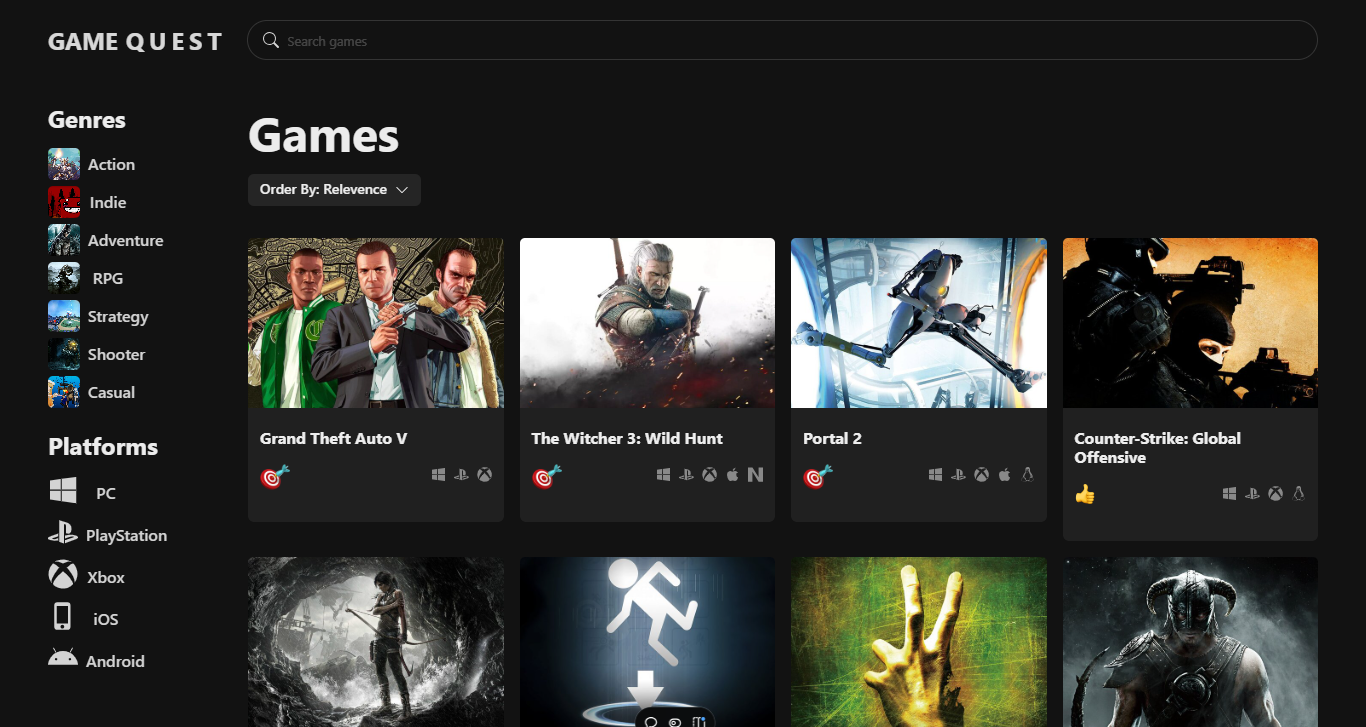 GAME QUEST
Search games
Genres
Action
Indie
Adventure
RPG
Strategy
Shooter
Casual
Platforms
PC
PlayStation
Xbox
iOS
Android
Games
Order By: Relevence
Grand Theft Auto V
The Witcher 3: Wild Hunt
Portal 2
Counter-Strike: Global
Offensive